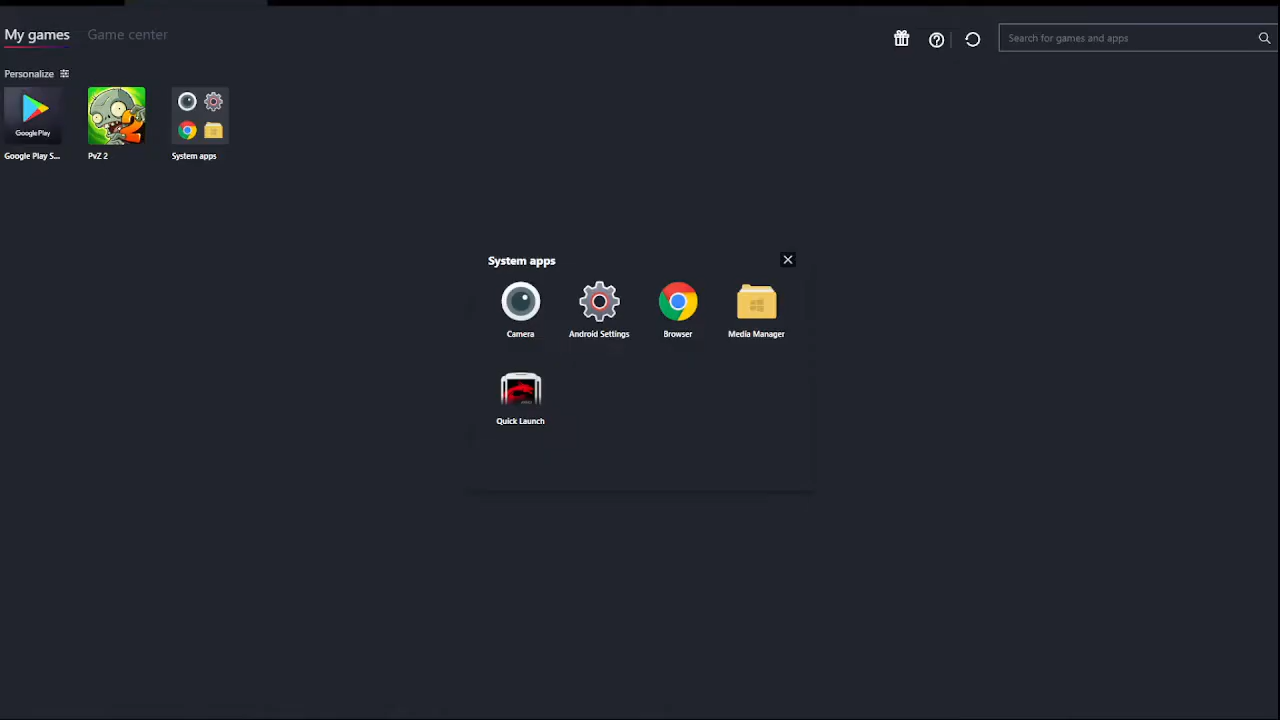 My games
Game center
Search for games and apps
Personalize
Google Play
Google Play S...
2
PvZ 2
System apps
System apps
Camera
Android Settings
Browser
Media Manager
Quick Launch